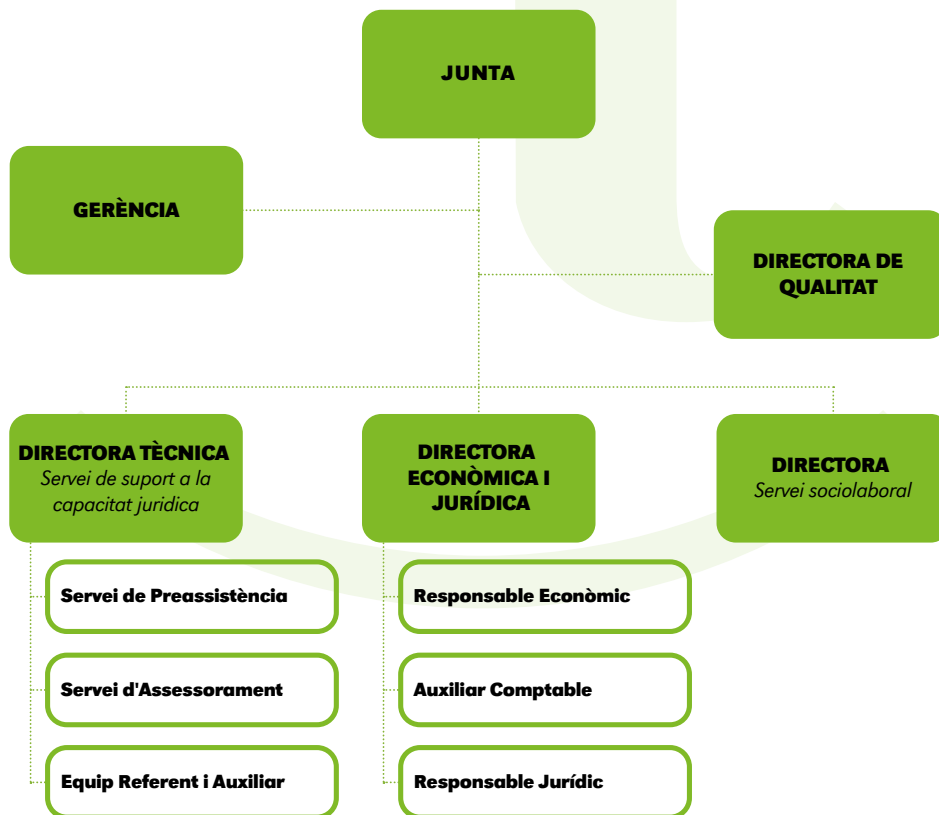 JUNTA
GERÈNCIA
DIRECTORA DE
QUALITAT
DIRECTORA TÈCNICA
Servei de suport a la
capacitat juridica
DIRECTORA
ECONÒMICA I
JURÍDICA
DIRECTORA
Servei sociolaboral
Servei de Preassistència
Servei d'Assessorament
Equip Referent i Auxiliar
Responsable Econòmic
Auxiliar Comptable
Responsable Jurídic